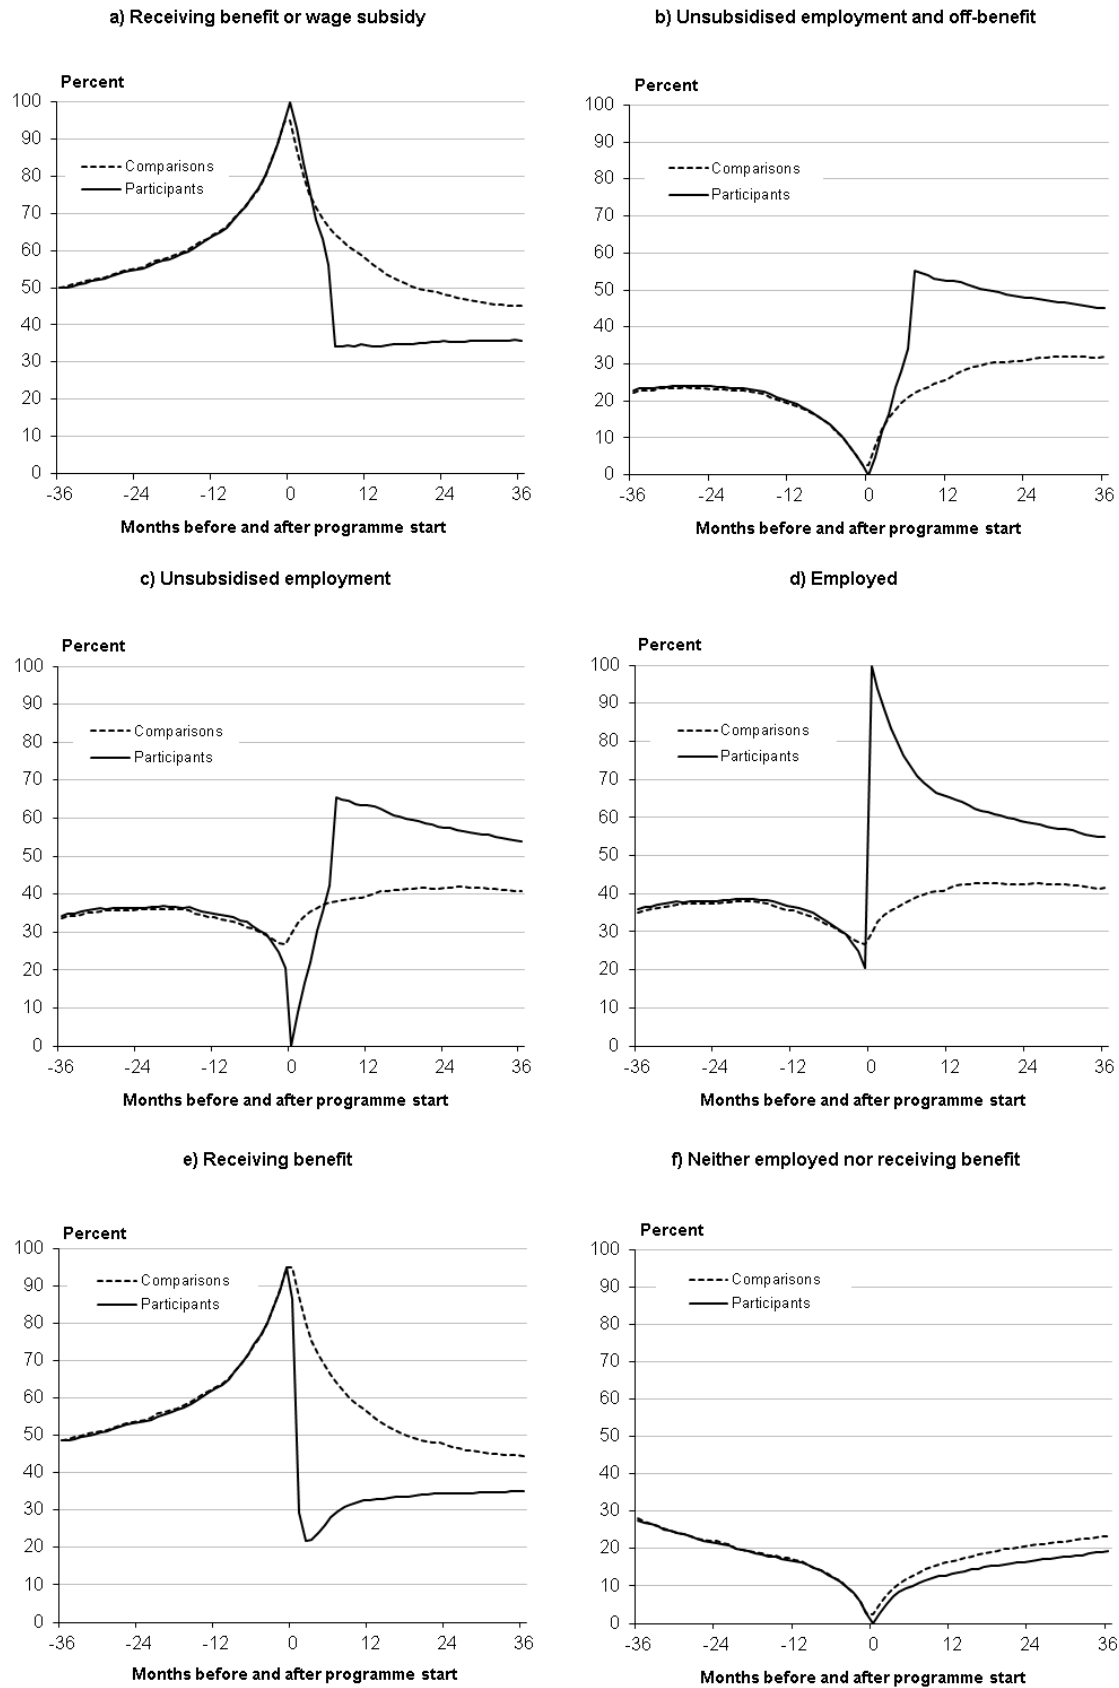 a) Receiving benefit or wage subsidy
Percent
100
90
80
70
60
50
40
30
20
10
0
Comparisons
Participants
-36 -24 -12 0 12 24 36
Months before and after programme start
b) Unsubsidised employment and off-benefit
Percent
100
90
80
70
60
50
40
30
20
10
0
Comparisons
Participants
-36 -24 -12 0 12 24 36
Months before and after programme start
c) Unsubsidised employment
Percent
100
90
80
70
60
50
40
30
20
10
0
Comparisons
Participants
-36 -24 -12 0 12 24 36
Months before and after programme start
d) Employed
Percent
100
90
80
70
60
50
40
30
20
10
0
Comparisons
Participants
-36 -24 -12 0 12 24 36
Months before and after programme start
e) Receiving benefit
Percent
100
90
80
70
60
50
40
30
20
10
0
Comparisons
Participants
-36 -24 -12 0 12 24 36
Months before and after programme start
f) Neither employed nor receiving benefit
Percent
100
90
80
70
60
50
40
30
20
10
0
Comparisons
Participants
-36 -24 -12 0 12 24 36
Months before and after programme start